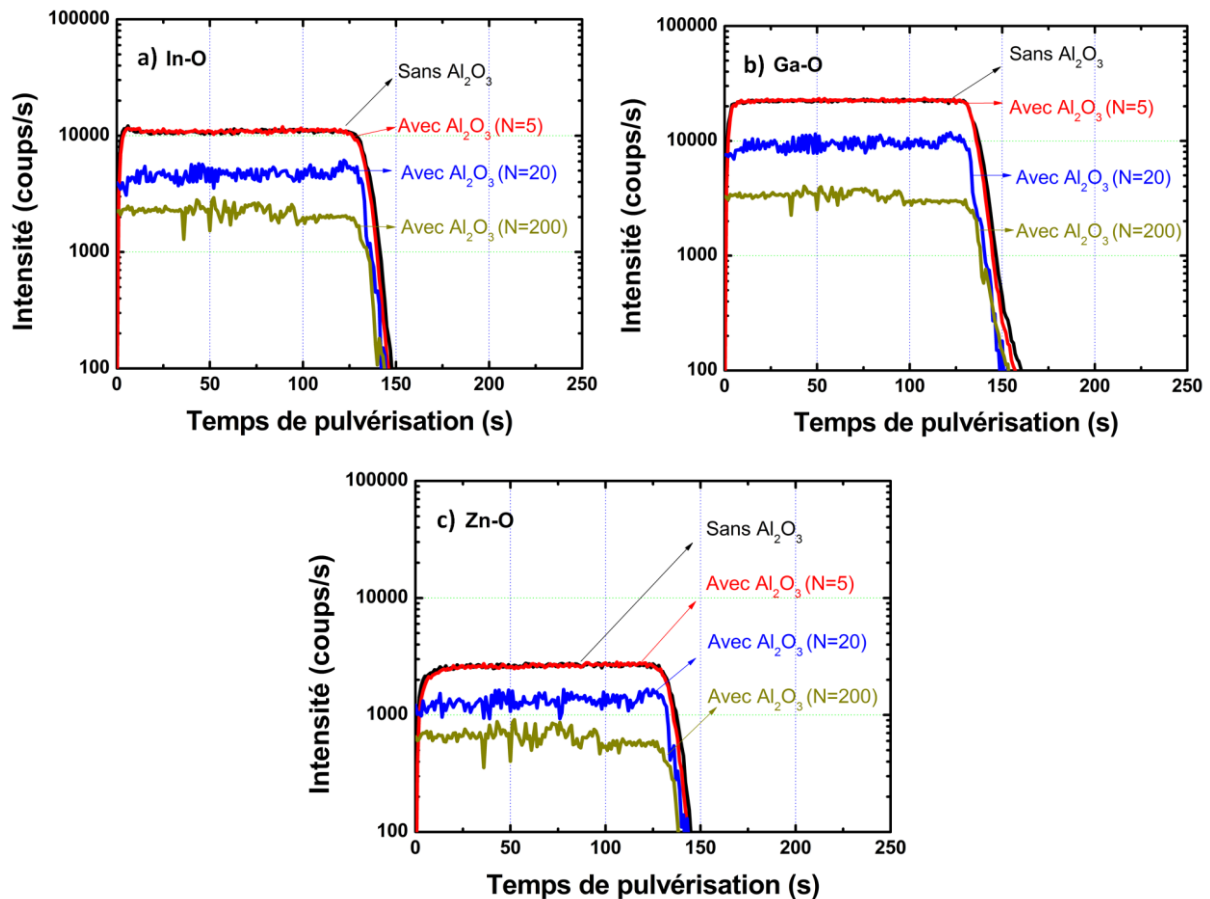 a) In-O
Intensité (coups/s)
100000
10000
1000
100
Sans Al₂O₃
Avec Al₂O₃ (N=5)
Avec Al₂O₃ (N=20)
Avec Al₂O₃ (N=200)
0 50 100 150 200 250
Temps de pulvérisation (s)
b) Ga-O
Intensité (coups/s)
100000
10000
1000
100
Sans Al₂O₃
Avec Al₂O₃ (N=5)
Avec Al₂O₃ (N=20)
Avec Al₂O₃ (N=200)
0 50 100 150 200 250
Temps de pulvérisation (s)
c) Zn-O
Intensité (coups/s)
100000
10000
1000
100
Sans Al₂O₃
Avec Al₂O₃ (N=5)
Avec Al₂O₃ (N=20)
Avec Al₂O₃ (N=200)
0 50 100 150 200 250
Temps de pulvérisation (s)